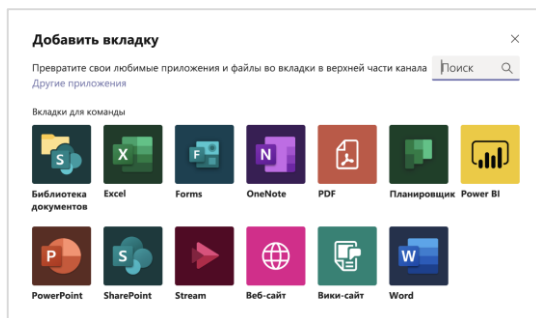 Добавить вкладку
Превратите свои любимые приложения и файлы во вкладки в верхней части канала
Поиск
Другие приложения
Вкладки для команды
Библиотека документов
Excel
Forms
OneNote
PDF
Планировщик
Power BI
PowerPoint
SharePoint
Stream
Веб-сайт
Вики-сайт
Word